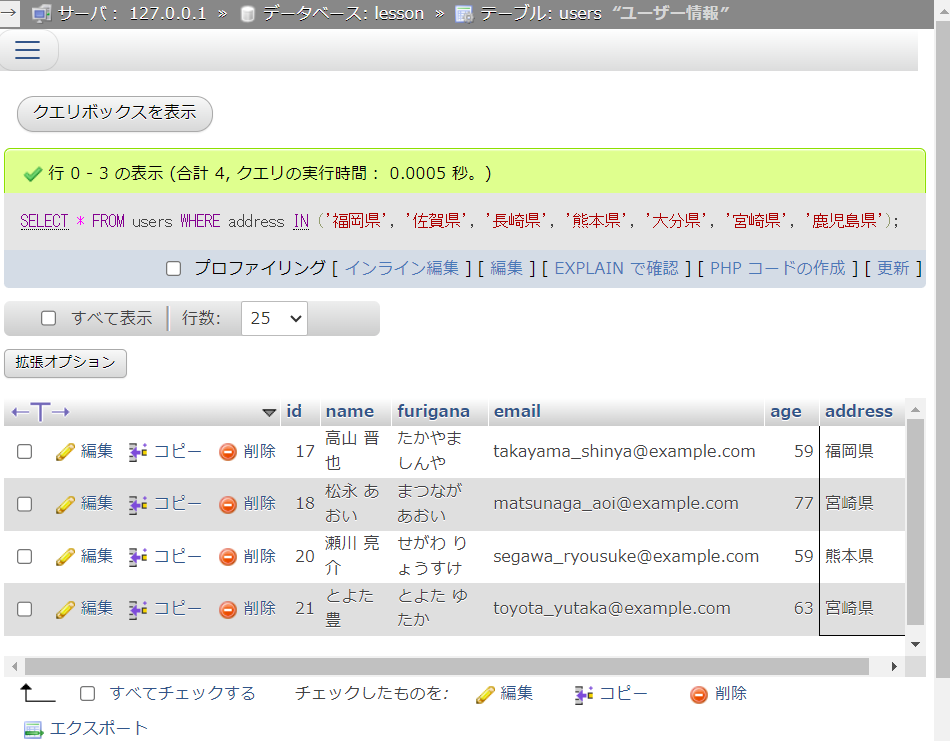 サーバ: 127.0.0.1 » データベース: lesson » テーブル: users “ユーザー情報”
クエリボックスを表示
行 0 - 3 の表示 (合計 4, クエリの実行時間: 0.0005 秒。)
SELECT * FROM users WHERE address IN ('福岡県', '佐賀県', '長崎県', '熊本県', '大分県', '宮崎県', '鹿児島県');
プロファイリング [ インライン編集 ] [ 編集 ] [ EXPLAIN で確認 ] [ PHP コードの作成 ] [ 更新 ]
すべて表示 行数: 25
拡張オプション
←T→ id name furigana email age address
編集 コピー 削除 17 高山 晋也 たかやま しんや takayama_shinya@example.com 59 福岡県
編集 コピー 削除 18 松永 あおい まつなが あおい matsunaga_aoi@example.com 77 宮崎県
編集 コピー 削除 20 瀬川 亮介 せがわ りょうすけ segawa_ryousuke@example.com 59 熊本県
編集 コピー 削除 21 とよた 豊 とよた ゆたか toyota_yutaka@example.com 63 宮崎県
すべてチェックする チェックしたものを: 編集 コピー 削除
エクスポート